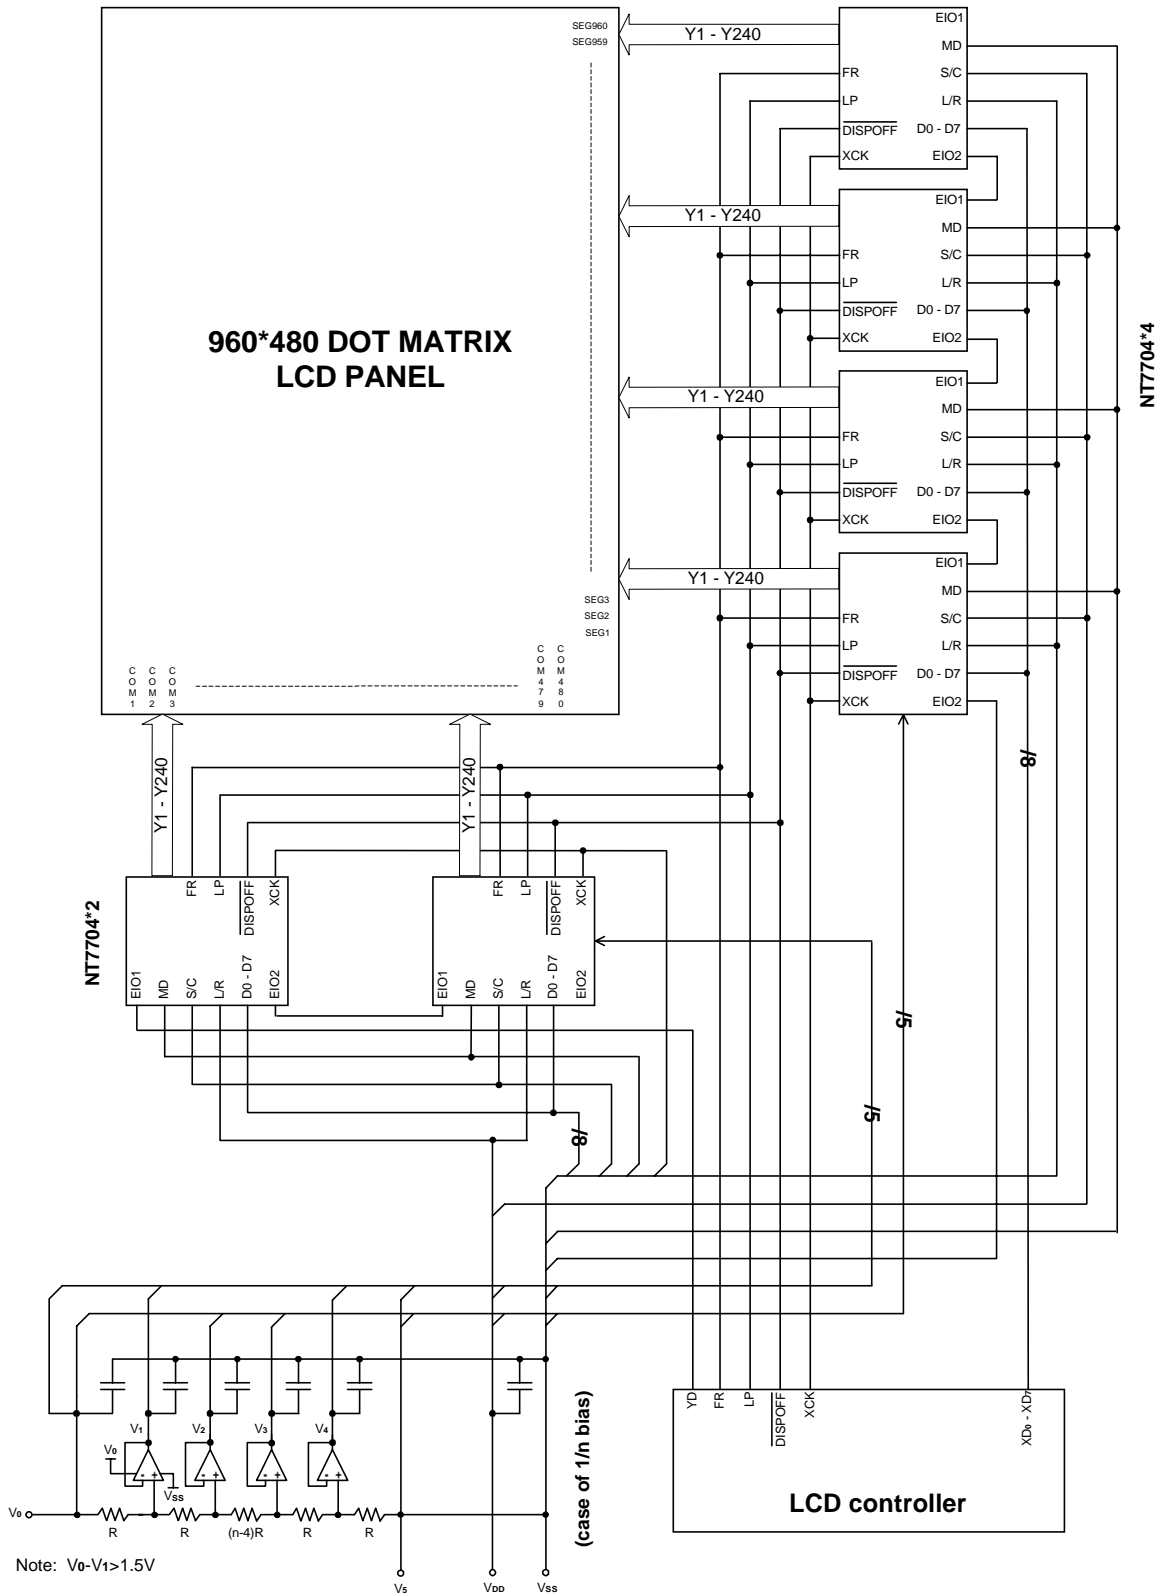 SEG960
SEG959
Y1 - Y240
EIO1
MD
FR
S/C
LP
L/R
DISPOFF
D0 - D7
XCK
EIO2
Y1 - Y240
EIO1
MD
FR
S/C
LP
L/R
DISPOFF
D0 - D7
XCK
EIO2
960*480 DOT MATRIX
LCD PANEL
NT7704*4
Y1 - Y240
EIO1
MD
FR
S/C
LP
L/R
DISPOFF
D0 - D7
XCK
EIO2
Y1 - Y240
EIO1
MD
FR
S/C
LP
L/R
DISPOFF
D0 - D7
XCK
EIO2
SEG3
SEG2
SEG1
COM1
COM2
COM3
COM479
COM480
/8
Y1 - Y240
Y1 - Y240
NT7704*2
FR
LP
DISPOFF
XCK
EIO1
MD
S/C
L/R
D0 - D7
EIO2
FR
LP
DISPOFF
XCK
EIO1
MD
S/C
L/R
D0 - D7
EIO2
/5
/5
/8
YD
FR
LP
DISPOFF
XCK
XD0 - XD7
LCD controller
(case of 1/n bias)
V1
V2
V3
V4
V0
- +
VSS
- +
- +
- +
V0
R
R
(n-4)R
R
R
Note: V0-V1>1.5V
V5
VDD
VSS